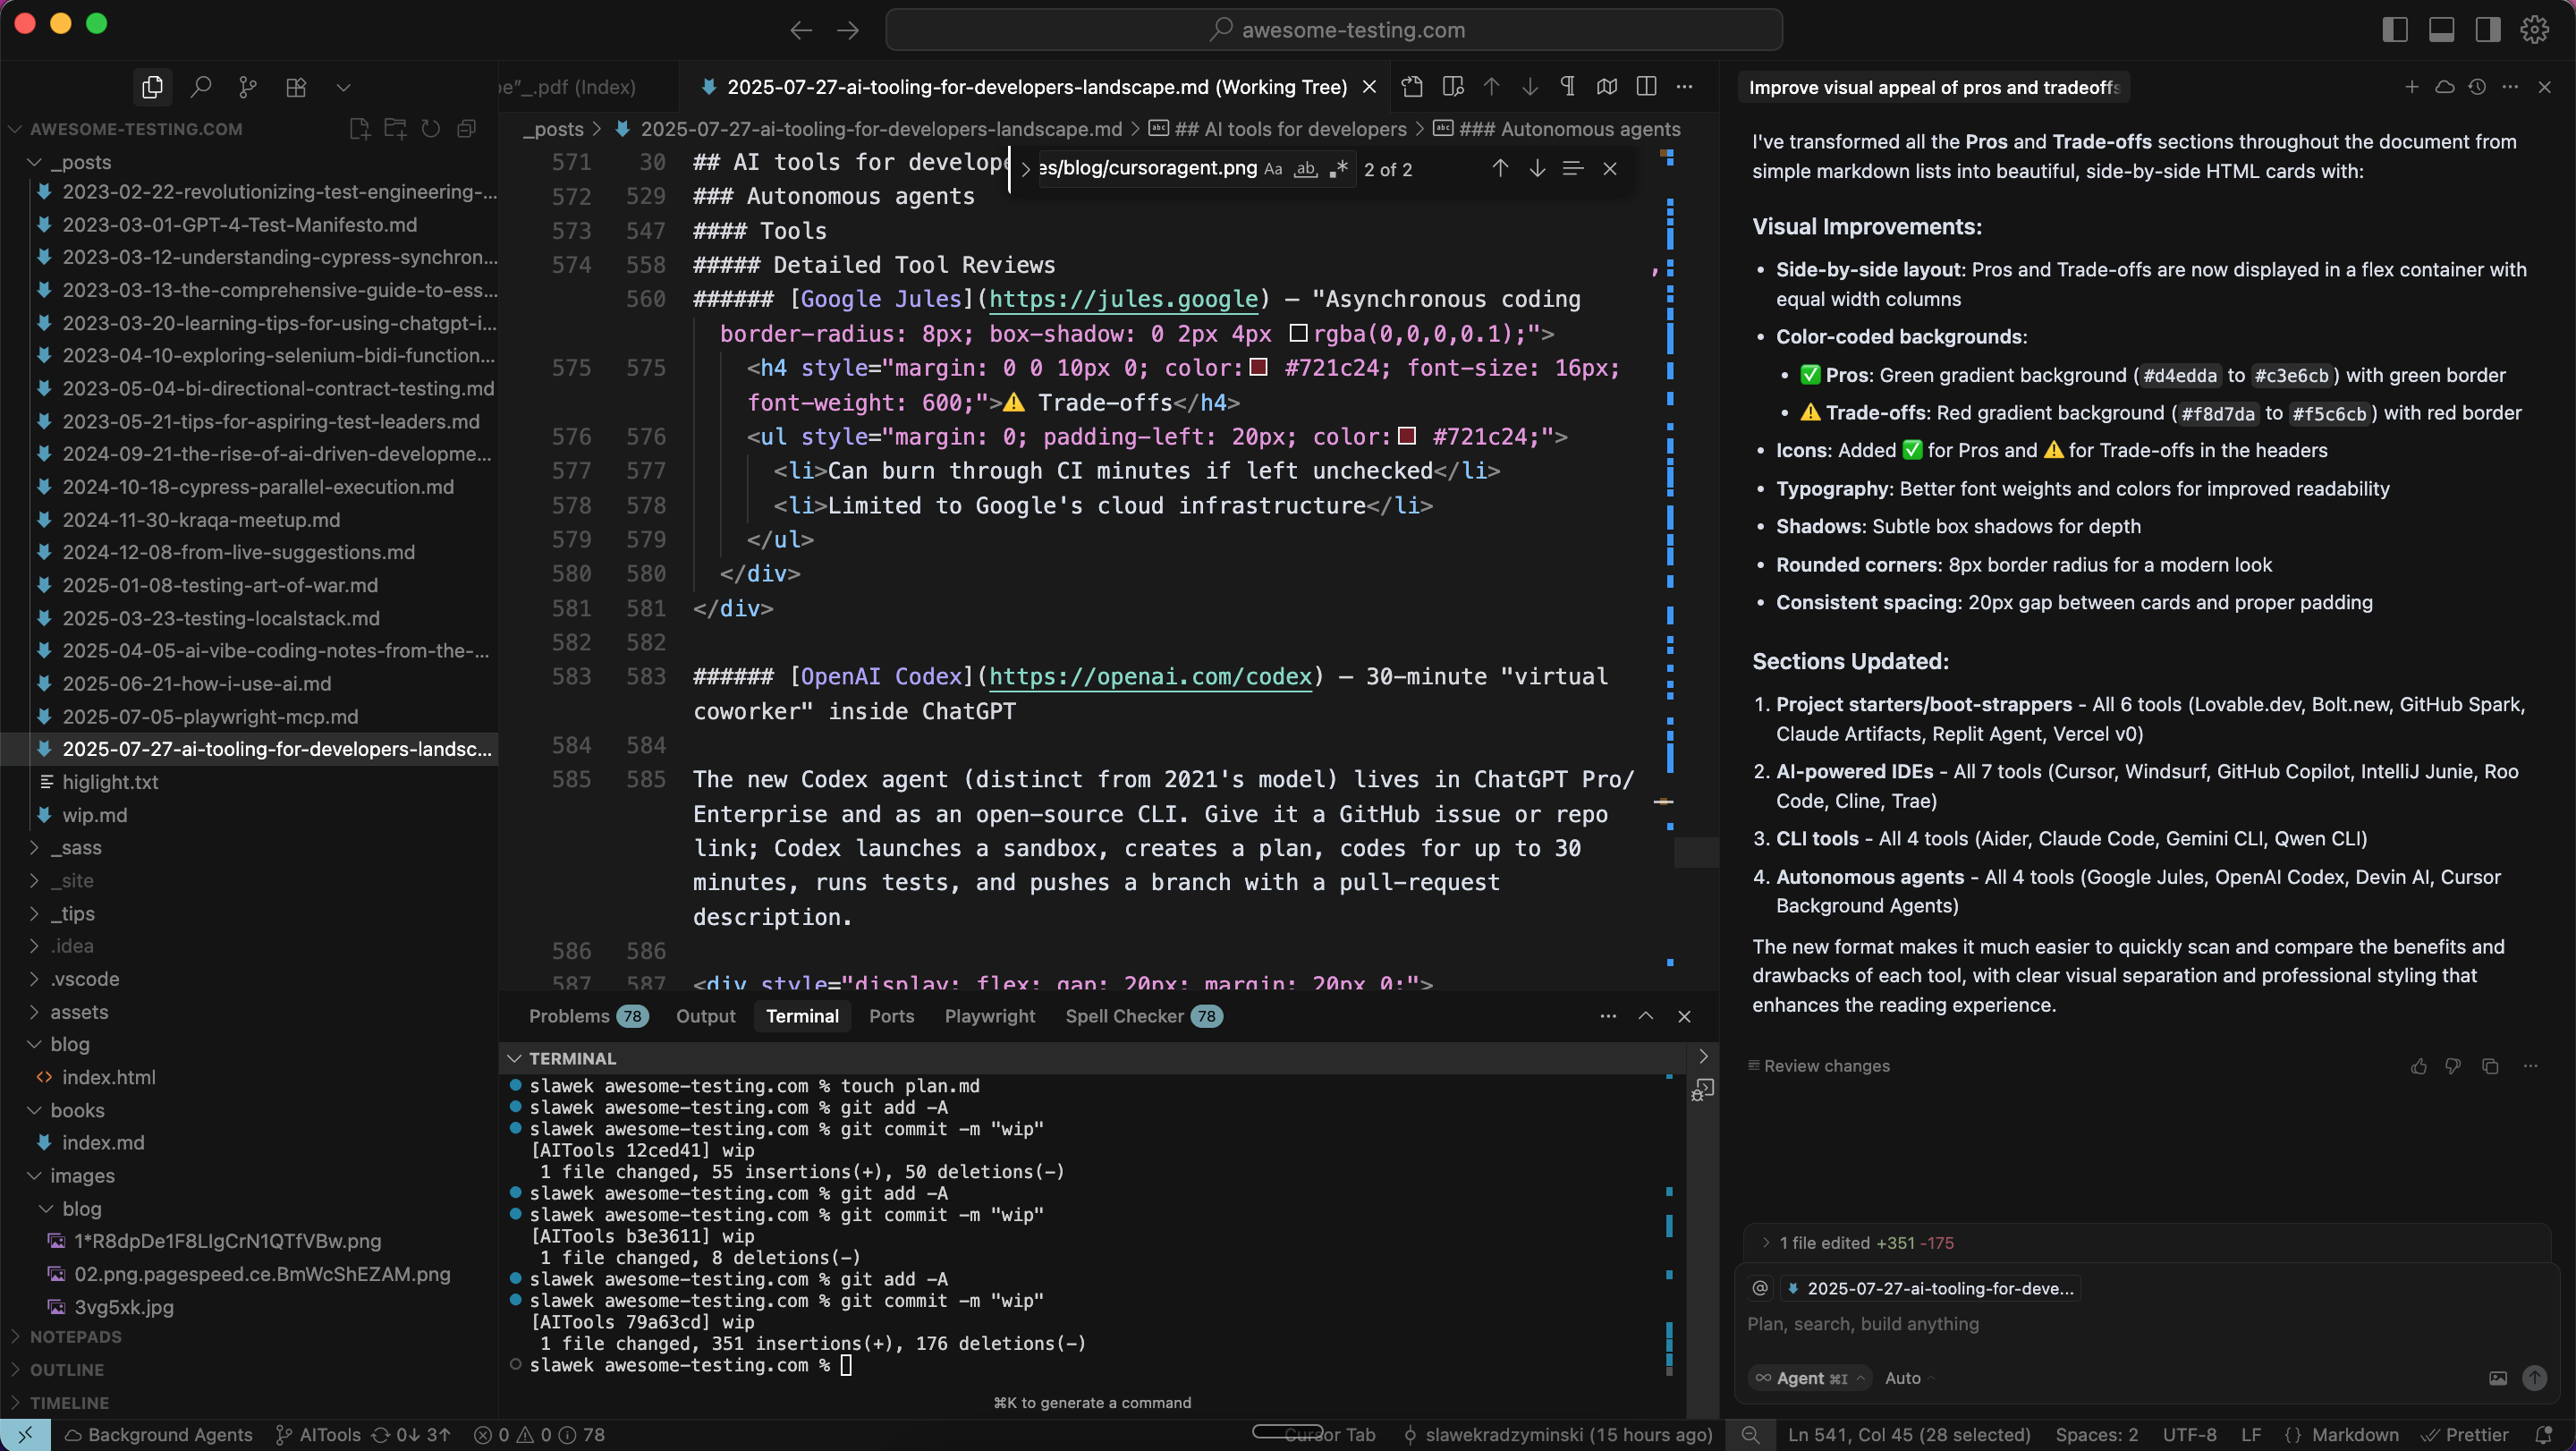 awesome-testing.com
AWESOME-TESTING.COM
_posts
2023-02-22-revolutionizing-test-engineering-...
2023-03-01-GPT-4-Test-Manifesto.md
2023-03-12-understanding-cypress-synchron...
2023-03-13-the-comprehensive-guide-to-ess...
2023-03-20-learning-tips-for-using-chatgpt-i...
2023-04-10-exploring-selenium-bidi-function...
2023-05-04-bi-directional-contract-testing.md
2023-05-21-tips-for-aspiring-test-leaders.md
2024-09-21-the-rise-of-ai-driven-developme...
2024-10-18-cypress-parallel-execution.md
2024-11-30-kraqa-meetup.md
2024-12-08-from-live-suggestions.md
2025-01-08-testing-art-of-war.md
2025-03-23-testing-localstack.md
2025-04-05-ai-vibe-coding-notes-from-the-...
2025-06-21-how-i-use-ai.md
2025-07-05-playwright-mcp.md
2025-07-27-ai-tooling-for-developers-landsc...
higlight.txt
wip.md
_sass
_site
_tips
.idea
.vscode
assets
blog
index.html
books
index.md
images
blog
1*R8dpDe1F8LIgCrN1QTfVBw.png
02.png.pagespeed.ce.BmWcShEZAM.png
3vg5xk.jpg
NOTEPADS
OUTLINE
TIMELINE
pe"_.pdf (Index)
2025-07-27-ai-tooling-for-developers-landscape.md (Working Tree)
_posts > 2025-07-27-ai-tooling-for-developers-landscape.md > ## AI tools for developers > ### Autonomous agents
es/blog/cursoragent.png Aa ab .* 2 of 2
571 30 ## AI tools for develope
572 529 ### Autonomous agents
573 547 #### Tools
574 558 ##### Detailed Tool Reviews
560 ###### [Google Jules](https://jules.google) – "Asynchronous coding
border-radius: 8px; box-shadow: 0 2px 4px rgba(0,0,0,0.1);">
575 575 <h4 style="margin: 0 0 10px 0; color: #721c24; font-size: 16px;
font-weight: 600;">⚠️ Trade-offs</h4>
576 576 <ul style="margin: 0; padding-left: 20px; color: #721c24;">
577 577 <li>Can burn through CI minutes if left unchecked</li>
578 578 <li>Limited to Google's cloud infrastructure</li>
579 579 </ul>
580 580 </div>
581 581 </div>
582 582
583 583 ###### [OpenAI Codex](https://openai.com/codex) – 30-minute "virtual
coworker" inside ChatGPT
584 584
585 585 The new Codex agent (distinct from 2021's model) lives in ChatGPT Pro/
Enterprise and as an open-source CLI. Give it a GitHub issue or repo
link; Codex launches a sandbox, creates a plan, codes for up to 30
minutes, runs tests, and pushes a branch with a pull-request
description.
586 586
587 587 <div style="display: flex; gap: 20px; margin: 20px 0;">
Problems 78 Output Terminal Ports Playwright Spell Checker 78
TERMINAL
slawek awesome-testing.com % touch plan.md
slawek awesome-testing.com % git add -A
slawek awesome-testing.com % git commit -m "wip"
[AITools 12ced41] wip
1 file changed, 55 insertions(+), 50 deletions(-)
slawek awesome-testing.com % git add -A
slawek awesome-testing.com % git commit -m "wip"
[AITools b3e3611] wip
1 file changed, 8 deletions(-)
slawek awesome-testing.com % git add -A
slawek awesome-testing.com % git commit -m "wip"
[AITools 79a63cd] wip
1 file changed, 351 insertions(+), 176 deletions(-)
slawek awesome-testing.com %
⌘K to generate a command
Improve visual appeal of pros and tradeoffs
I've transformed all the Pros and Trade-offs sections throughout the document from
simple markdown lists into beautiful, side-by-side HTML cards with:
Visual Improvements:
• Side-by-side layout: Pros and Trade-offs are now displayed in a flex container with
equal width columns
• Color-coded backgrounds:
• ✅ Pros: Green gradient background (#d4edda to #c3e6cb) with green border
• ⚠️ Trade-offs: Red gradient background (#f8d7da to #f5c6cb) with red border
• Icons: Added ✅ for Pros and ⚠️ for Trade-offs in the headers
• Typography: Better font weights and colors for improved readability
• Shadows: Subtle box shadows for depth
• Rounded corners: 8px border radius for a modern look
• Consistent spacing: 20px gap between cards and proper padding
Sections Updated:
1. Project starters/boot-strappers - All 6 tools (Lovable.dev, Bolt.new, GitHub Spark,
Claude Artifacts, Replit Agent, Vercel v0)
2. AI-powered IDEs - All 7 tools (Cursor, Windsurf, GitHub Copilot, IntelliJ Junie, Roo
Code, Cline, Trae)
3. CLI tools - All 4 tools (Aider, Claude Code, Gemini CLI, Qwen CLI)
4. Autonomous agents - All 4 tools (Google Jules, OpenAI Codex, Devin AI, Cursor
Background Agents)
The new format makes it much easier to quickly scan and compare the benefits and
drawbacks of each tool, with clear visual separation and professional styling that
enhances the reading experience.
Review changes
1 file edited +351 -175
@ 2025-07-27-ai-tooling-for-deve...
Plan, search, build anything
∞ Agent ⌘I Auto
Background Agents AITools 0↓ 3↑ 0 0 78 Cursor Tab slawekradzyminski (15 hours ago) Ln 541, Col 45 (28 selected) Spaces: 2 UTF-8 LF {} Markdown Prettier